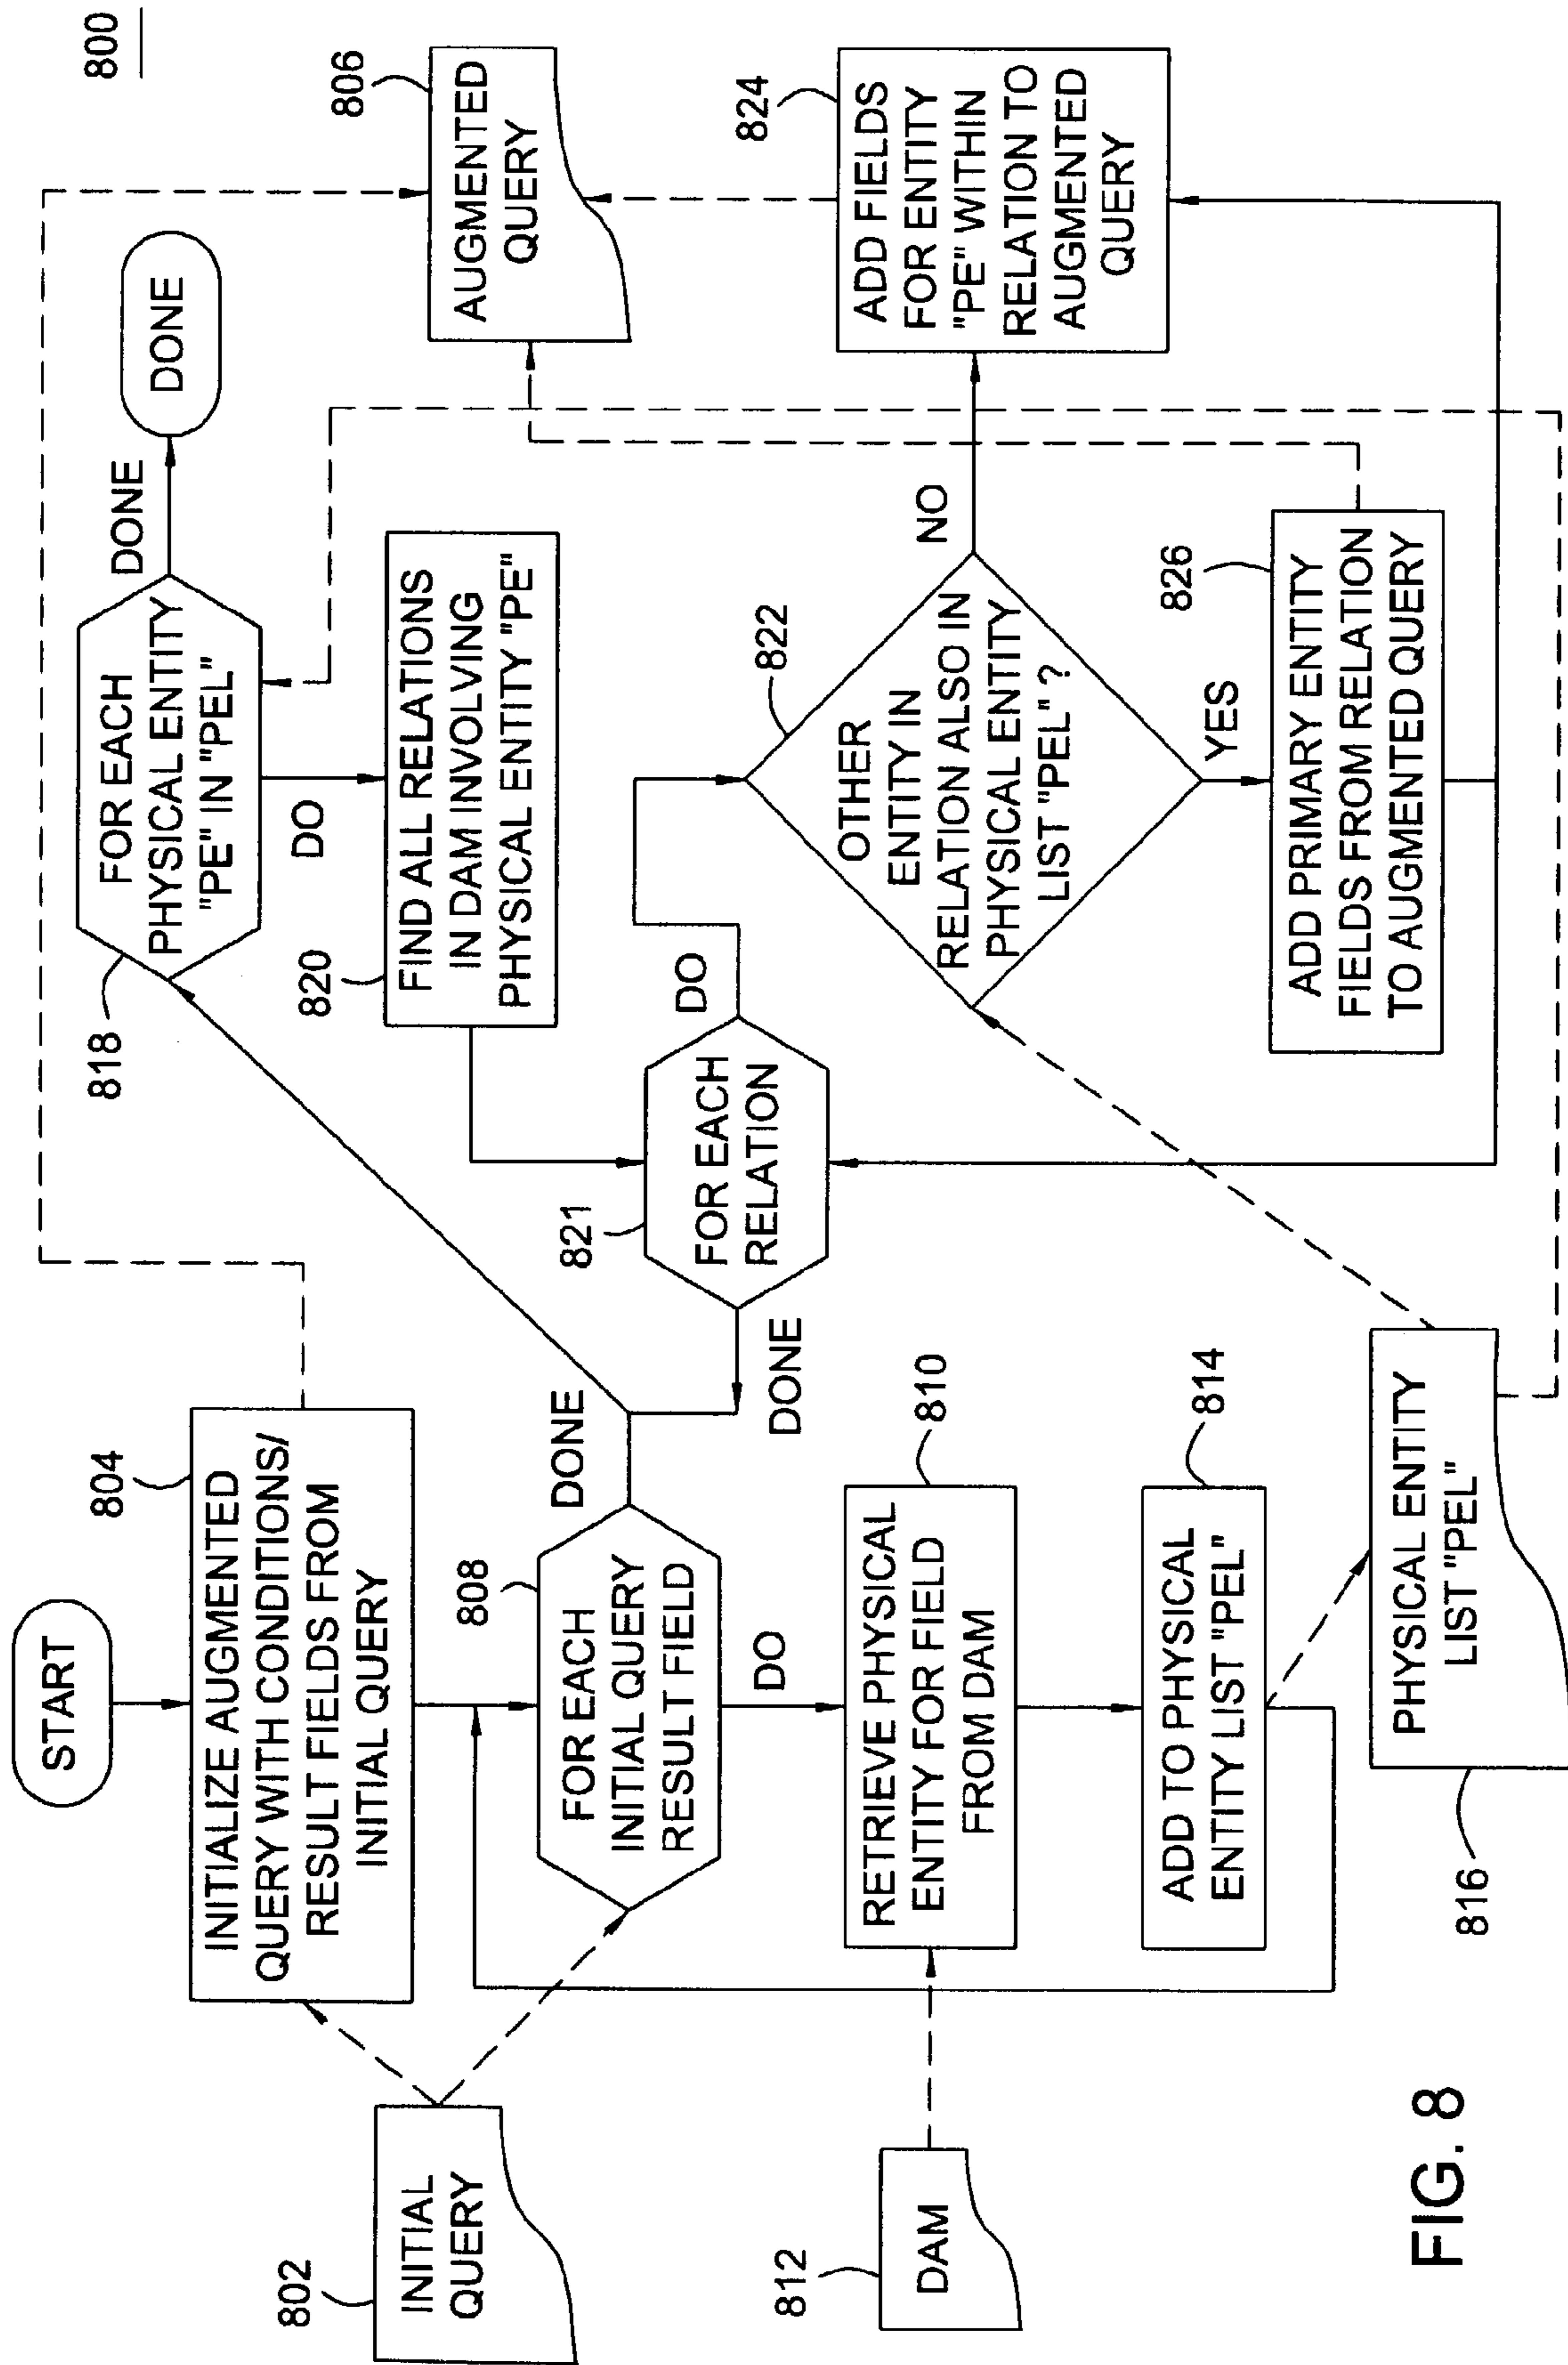 800
START
804
INITIALIZE AUGMENTED
QUERY WITH CONDITIONS/
RESULT FIELDS FROM
INITIAL QUERY
802
INITIAL
QUERY
808
FOR EACH
INITIAL QUERY
RESULT FIELD
DONE
DO
810
RETRIEVE PHYSICAL
ENTITY FOR FIELD
FROM DAM
812
DAM
814
ADD TO PHYSICAL
ENTITY LIST "PEL"
816
PHYSICAL ENTITY
LIST "PEL"
818
FOR EACH
PHYSICAL ENTITY
"PE" IN "PEL"
DONE
DONE
DO
820
FIND ALL RELATIONS
IN DAM INVOLVING
PHYSICAL ENTITY "PE"
821
FOR EACH
RELATION
DO
DONE
822
OTHER
ENTITY IN
RELATION ALSO IN
PHYSICAL ENTITY
LIST "PEL" ?
NO
YES
826
ADD PRIMARY ENTITY
FIELDS FROM RELATION
TO AUGMENTED QUERY
806
AUGMENTED
QUERY
824
ADD FIELDS
FOR ENTITY
"PE" WITHIN
RELATION TO
AUGMENTED
QUERY
FIG. 8